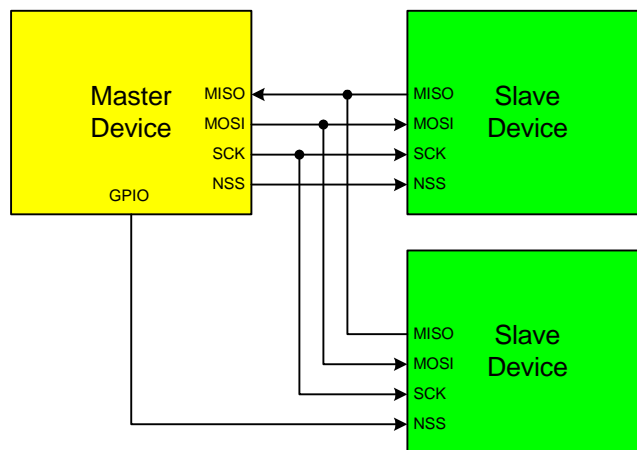 Master
Device
MISO
MOSI
SCK
NSS
GPIO
MISO
MOSI
SCK
NSS
Slave
Device
MISO
MOSI
SCK
NSS
Slave
Device